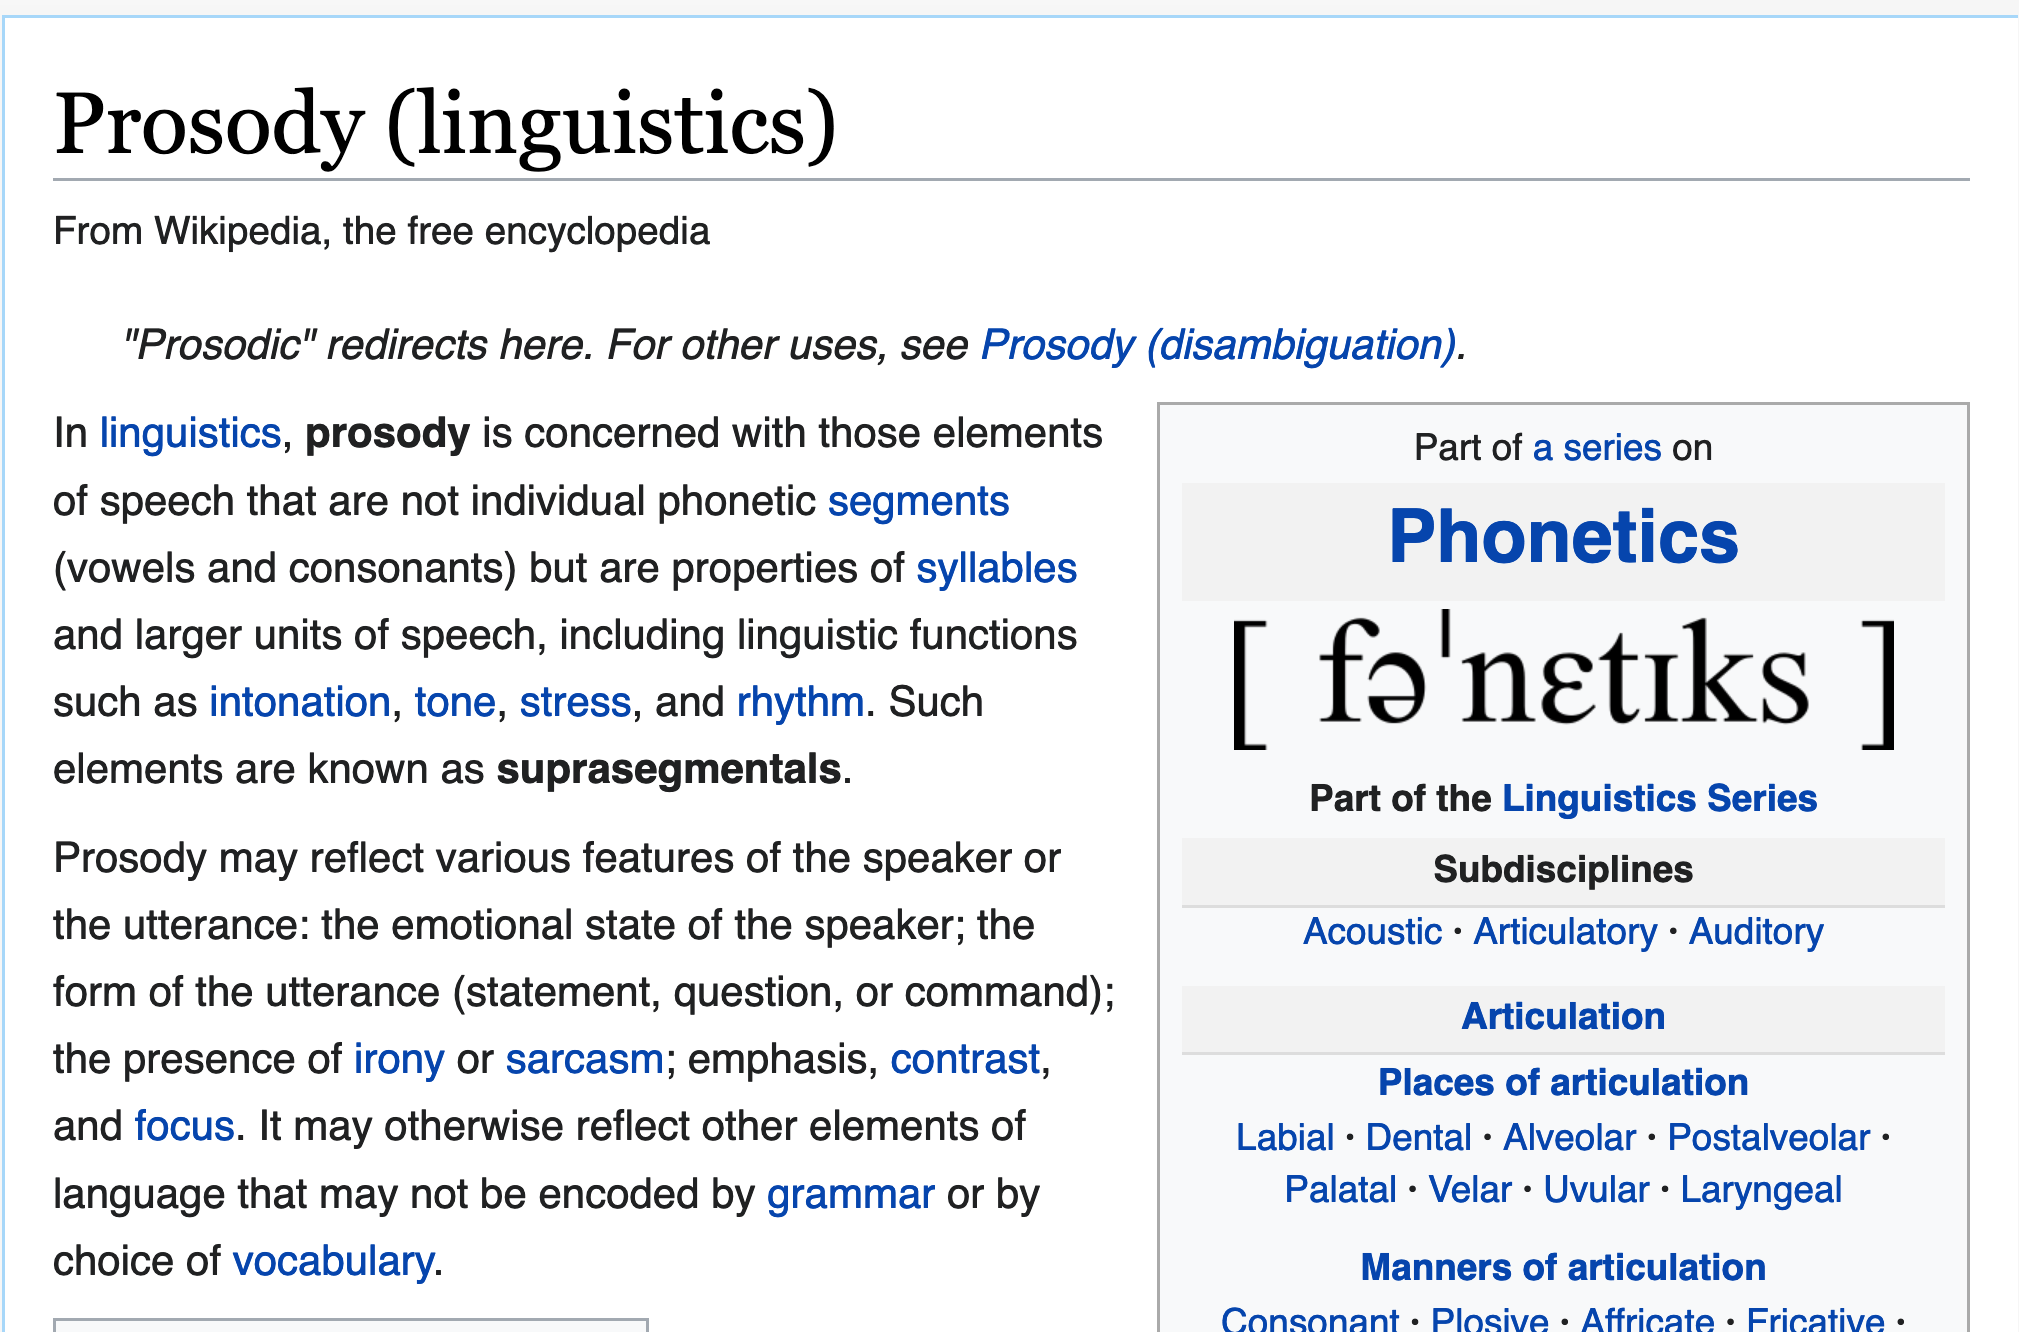 Prosody (linguistics)
From Wikipedia, the free encyclopedia
"Prosodic" redirects here. For other uses, see Prosody (disambiguation).
In linguistics, prosody is concerned with those elements
of speech that are not individual phonetic segments
(vowels and consonants) but are properties of syllables
and larger units of speech, including linguistic functions
such as intonation, tone, stress, and rhythm. Such
elements are known as suprasegmentals.
Prosody may reflect various features of the speaker or
the utterance: the emotional state of the speaker; the
form of the utterance (statement, question, or command);
the presence of irony or sarcasm; emphasis, contrast,
and focus. It may otherwise reflect other elements of
language that may not be encoded by grammar or by
choice of vocabulary.
Part of a series on
Phonetics
[ fəˈnɛtɪks ]
Part of the Linguistics Series
Subdisciplines
Acoustic · Articulatory · Auditory
Articulation
Places of articulation
Labial · Dental · Alveolar · Postalveolar ·
Palatal · Velar · Uvular · Laryngeal
Manners of articulation
Consonant · Plosive · Affricate · Fricative ·